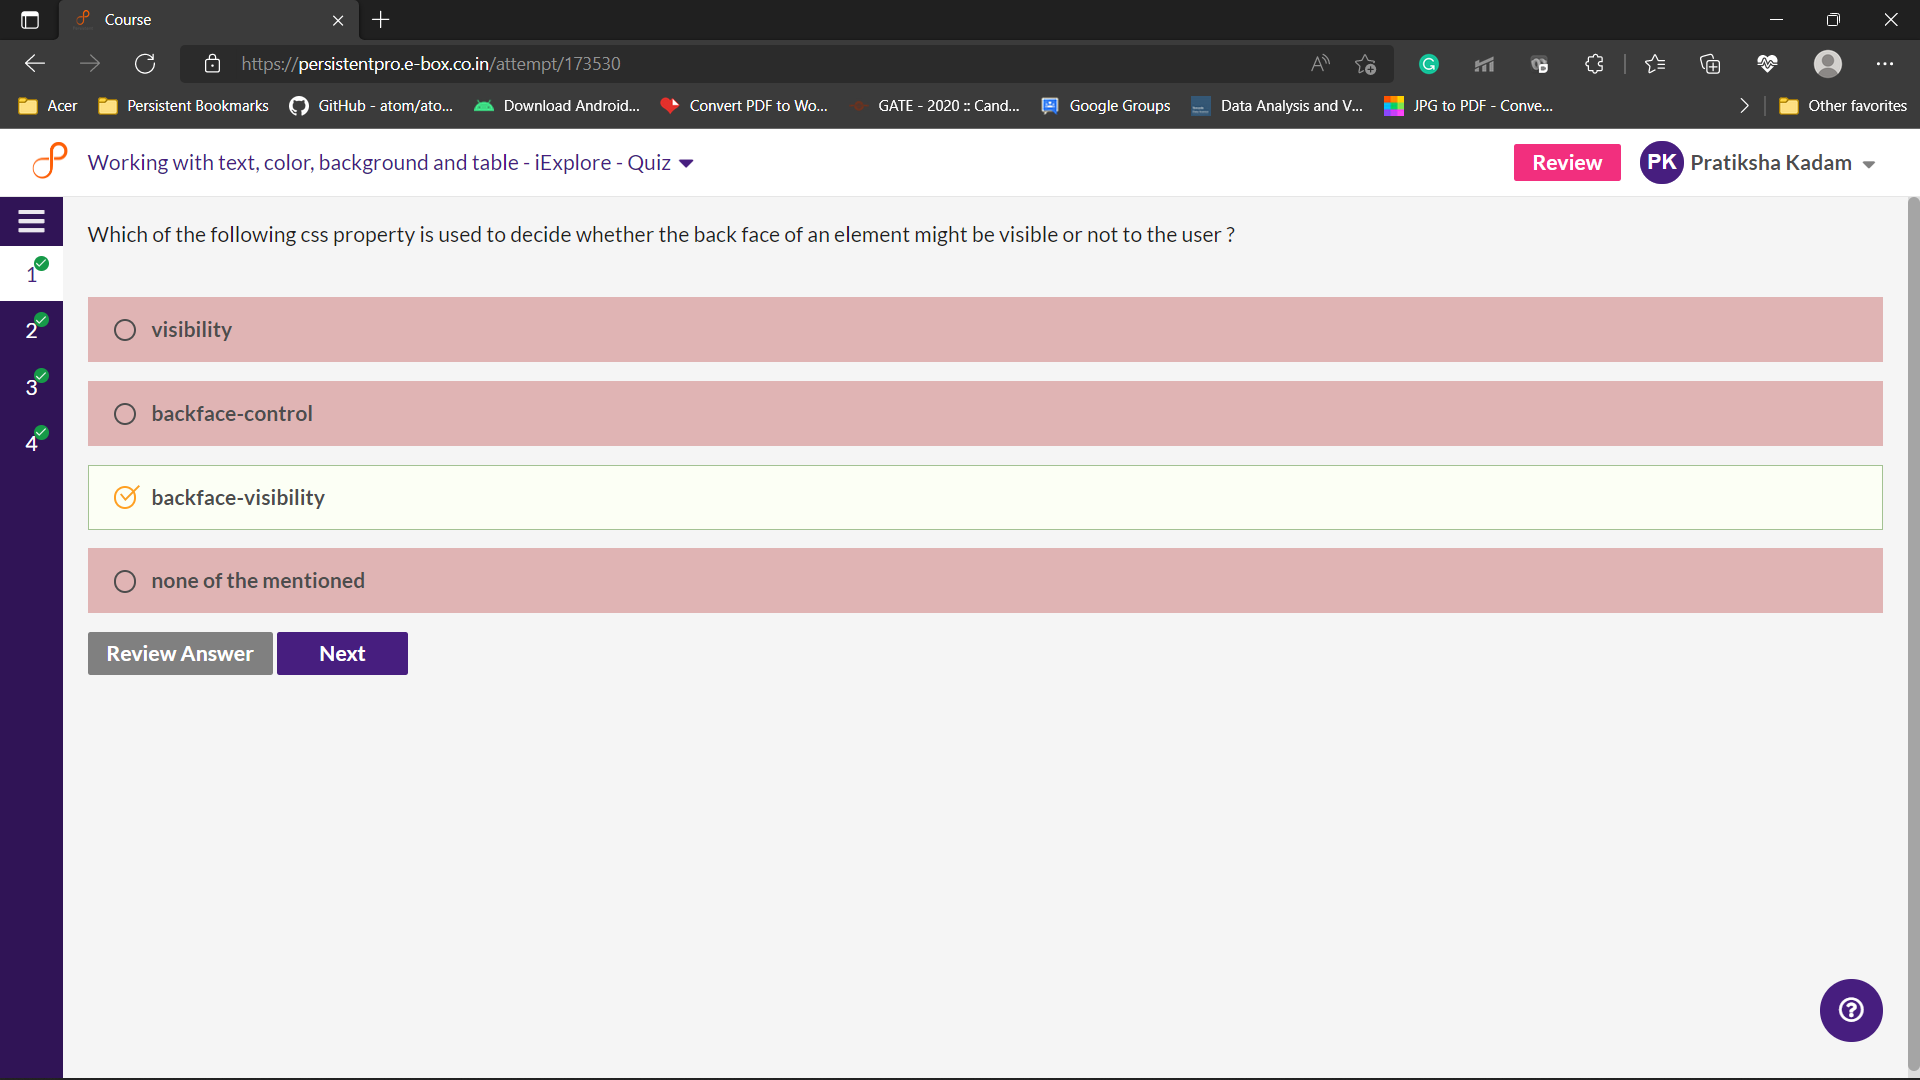 Course
https://persistentpro.e-box.co.in/attempt/173530
Acer
Persistent Bookmarks
GitHub - atom/ato...
Download Android...
Convert PDF to Wo...
GATE - 2020 :: Cand...
Google Groups
Data Analysis and V...
JPG to PDF - Conve...
Other favorites
Working with text, color, background and table - iExplore - Quiz
Review
PK
Pratiksha Kadam
Which of the following css property is used to decide whether the back face of an element might be visible or not to the user ?
1
2
3
4
visibility
backface-control
backface-visibility
none of the mentioned
Review Answer
Next